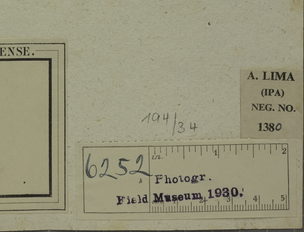 ENSE.
A. LIMA
(IPA)
NEG. NO.
1380
194/34
6252
in. 1 2
Photogr.
Field Museum 1930.
1 2 3 4 5